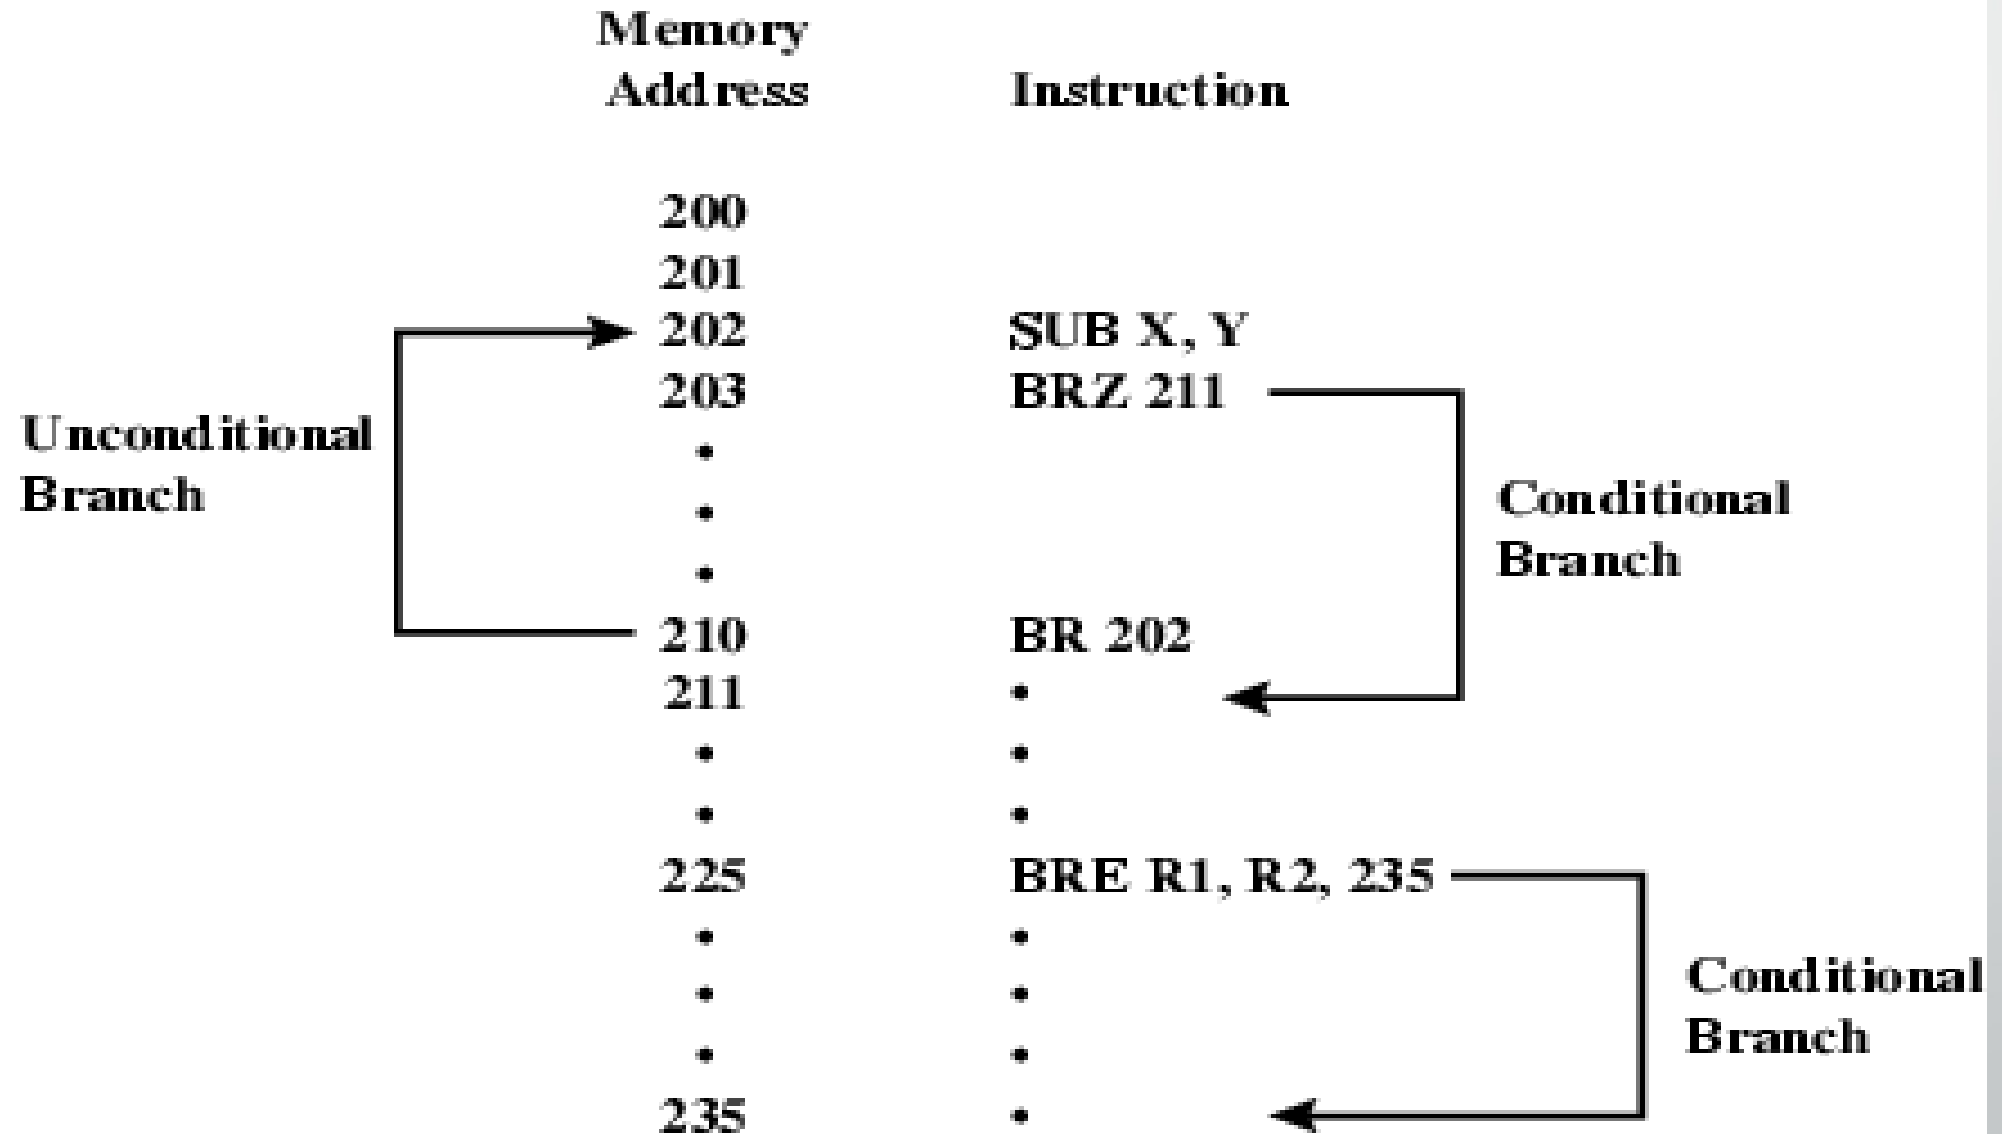 Memory
Address Instruction
200
201
202 SUB X, Y
203 BRZ 211
Unconditional
Branch
Conditional
Branch
210 BR 202
211
225 BRE R1, R2, 235
Conditional
Branch
235